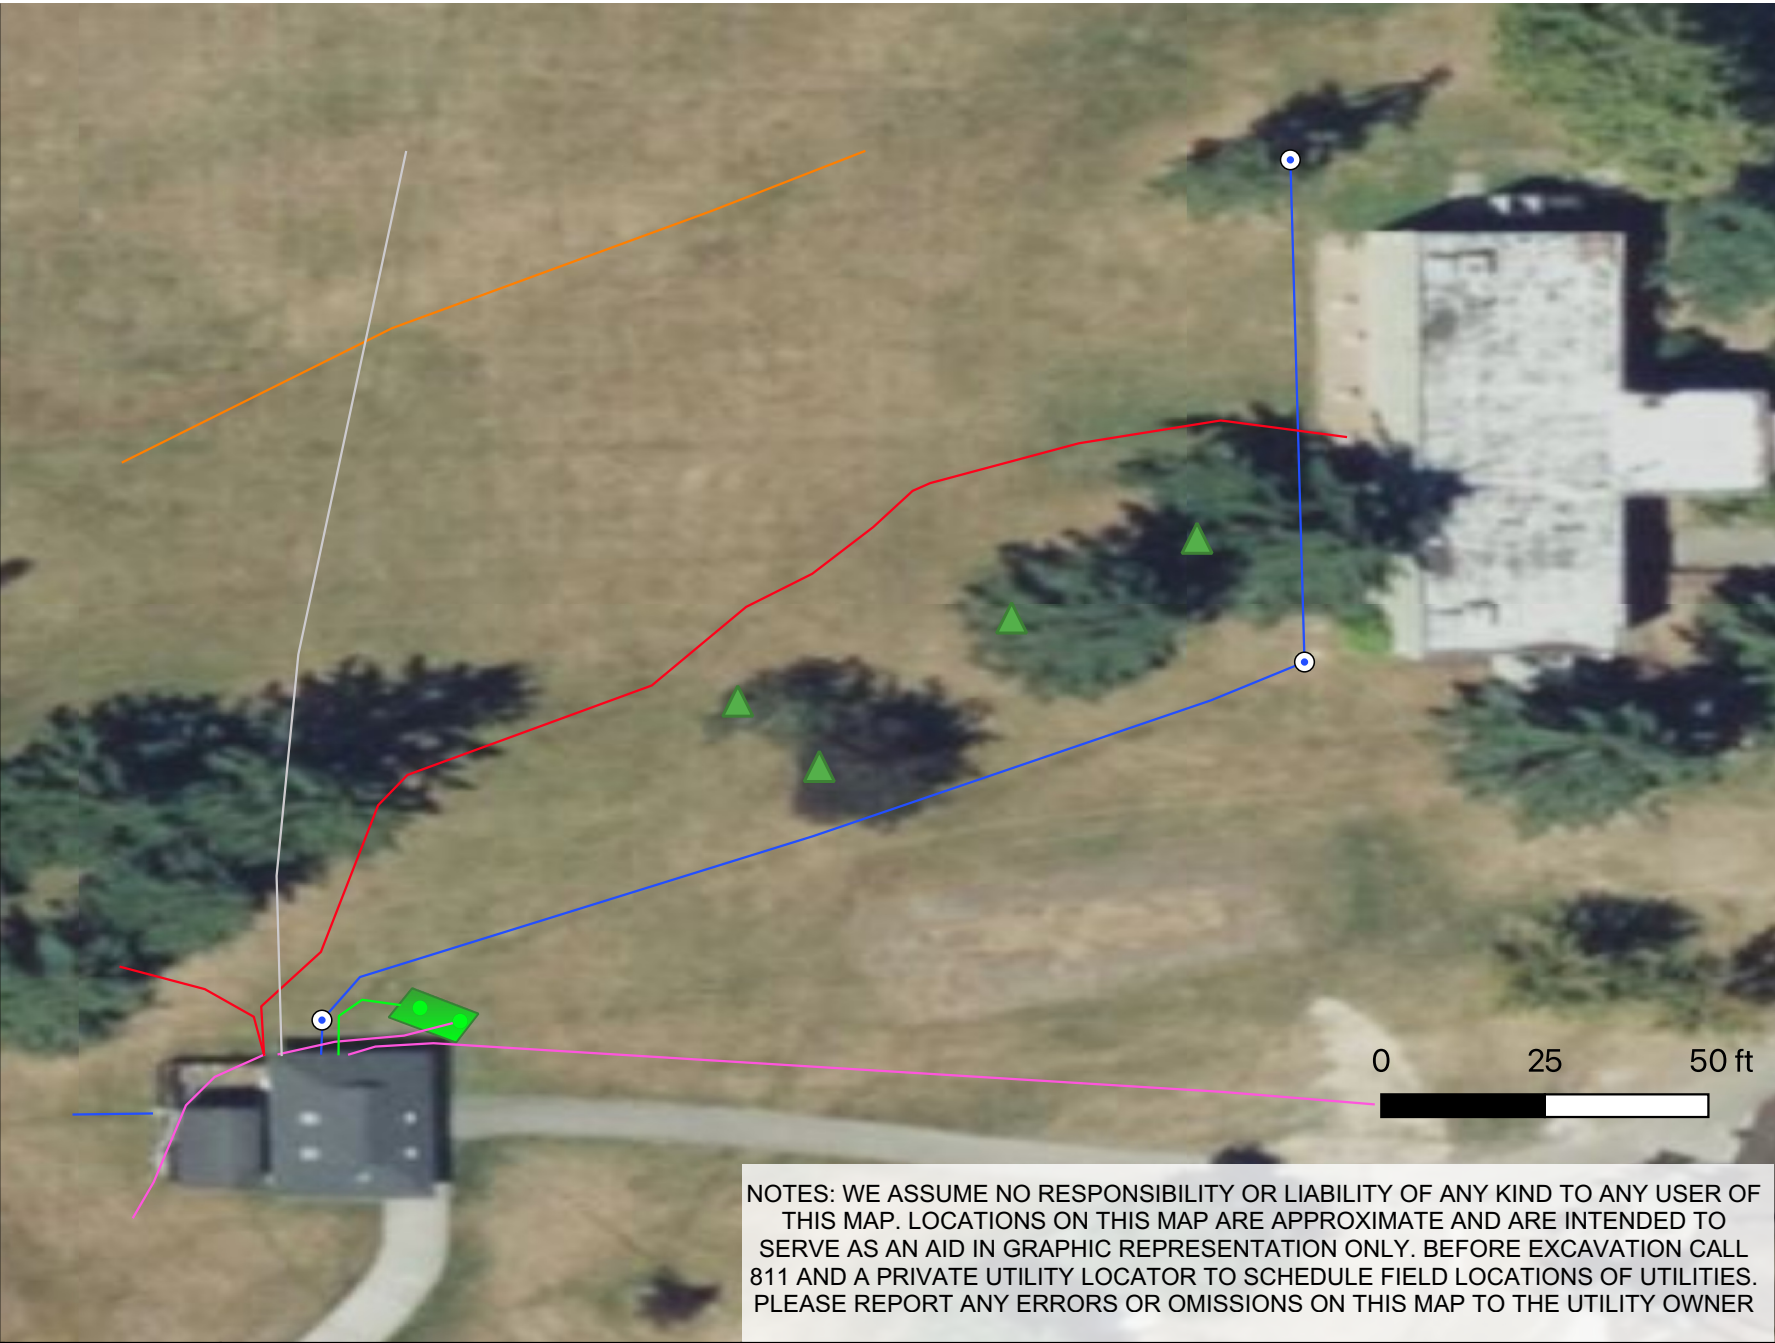 0 25 50 ft
NOTES: WE ASSUME NO RESPONSIBILITY OR LIABILITY OF ANY KIND TO ANY USER OF
THIS MAP. LOCATIONS ON THIS MAP ARE APPROXIMATE AND ARE INTENDED TO
SERVE AS AN AID IN GRAPHIC REPRESENTATION ONLY. BEFORE EXCAVATION CALL
811 AND A PRIVATE UTILITY LOCATOR TO SCHEDULE FIELD LOCATIONS OF UTILITIES.
PLEASE REPORT ANY ERRORS OR OMISSIONS ON THIS MAP TO THE UTILITY OWNER